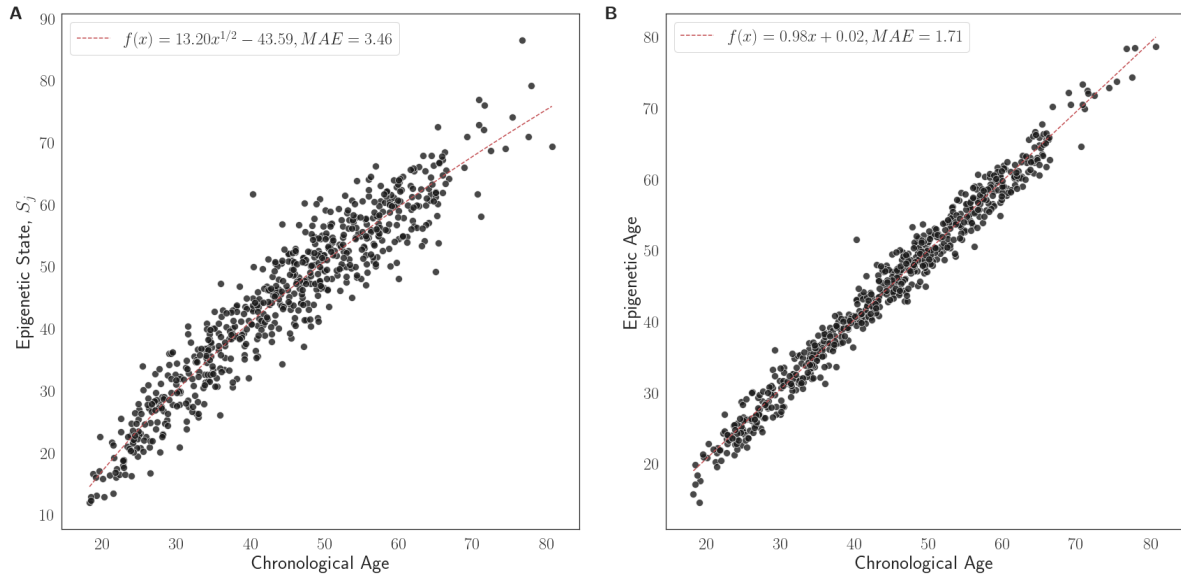 A
f(x) = 13.20x^{1/2} − 43.59, MAE = 3.46
90
80
70
60
50
40
30
20
10
Epigenetic State, S_j
20 30 40 50 60 70 80
Chronological Age
B
f(x) = 0.98x + 0.02, MAE = 1.71
80
70
60
50
40
30
20
Epigenetic Age
20 30 40 50 60 70 80
Chronological Age